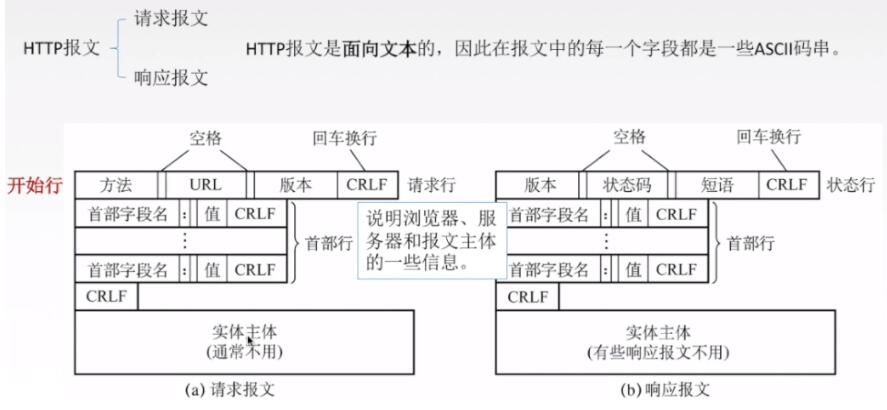 请求报文
HTTP报文
HTTP报文是面向文本的，因此在报文中的每一个字段都是一些ASCII码串。
响应报文
空格 回车换行
空格 回车换行
开始行
方法 URL 版本 CRLF 请求行
版本 状态码 短语 CRLF 状态行
首部字段名 : 值 CRLF
⋮
首部字段名 : 值 CRLF
首部行
CRLF
说明浏览器、服
务器和报文主体
的一些信息。
首部字段名 : 值 CRLF
⋮
首部字段名 : 值 CRLF
首部行
CRLF
实体主体
(通常不用)
实体主体
(有些响应报文不用)
(a) 请求报文
(b) 响应报文